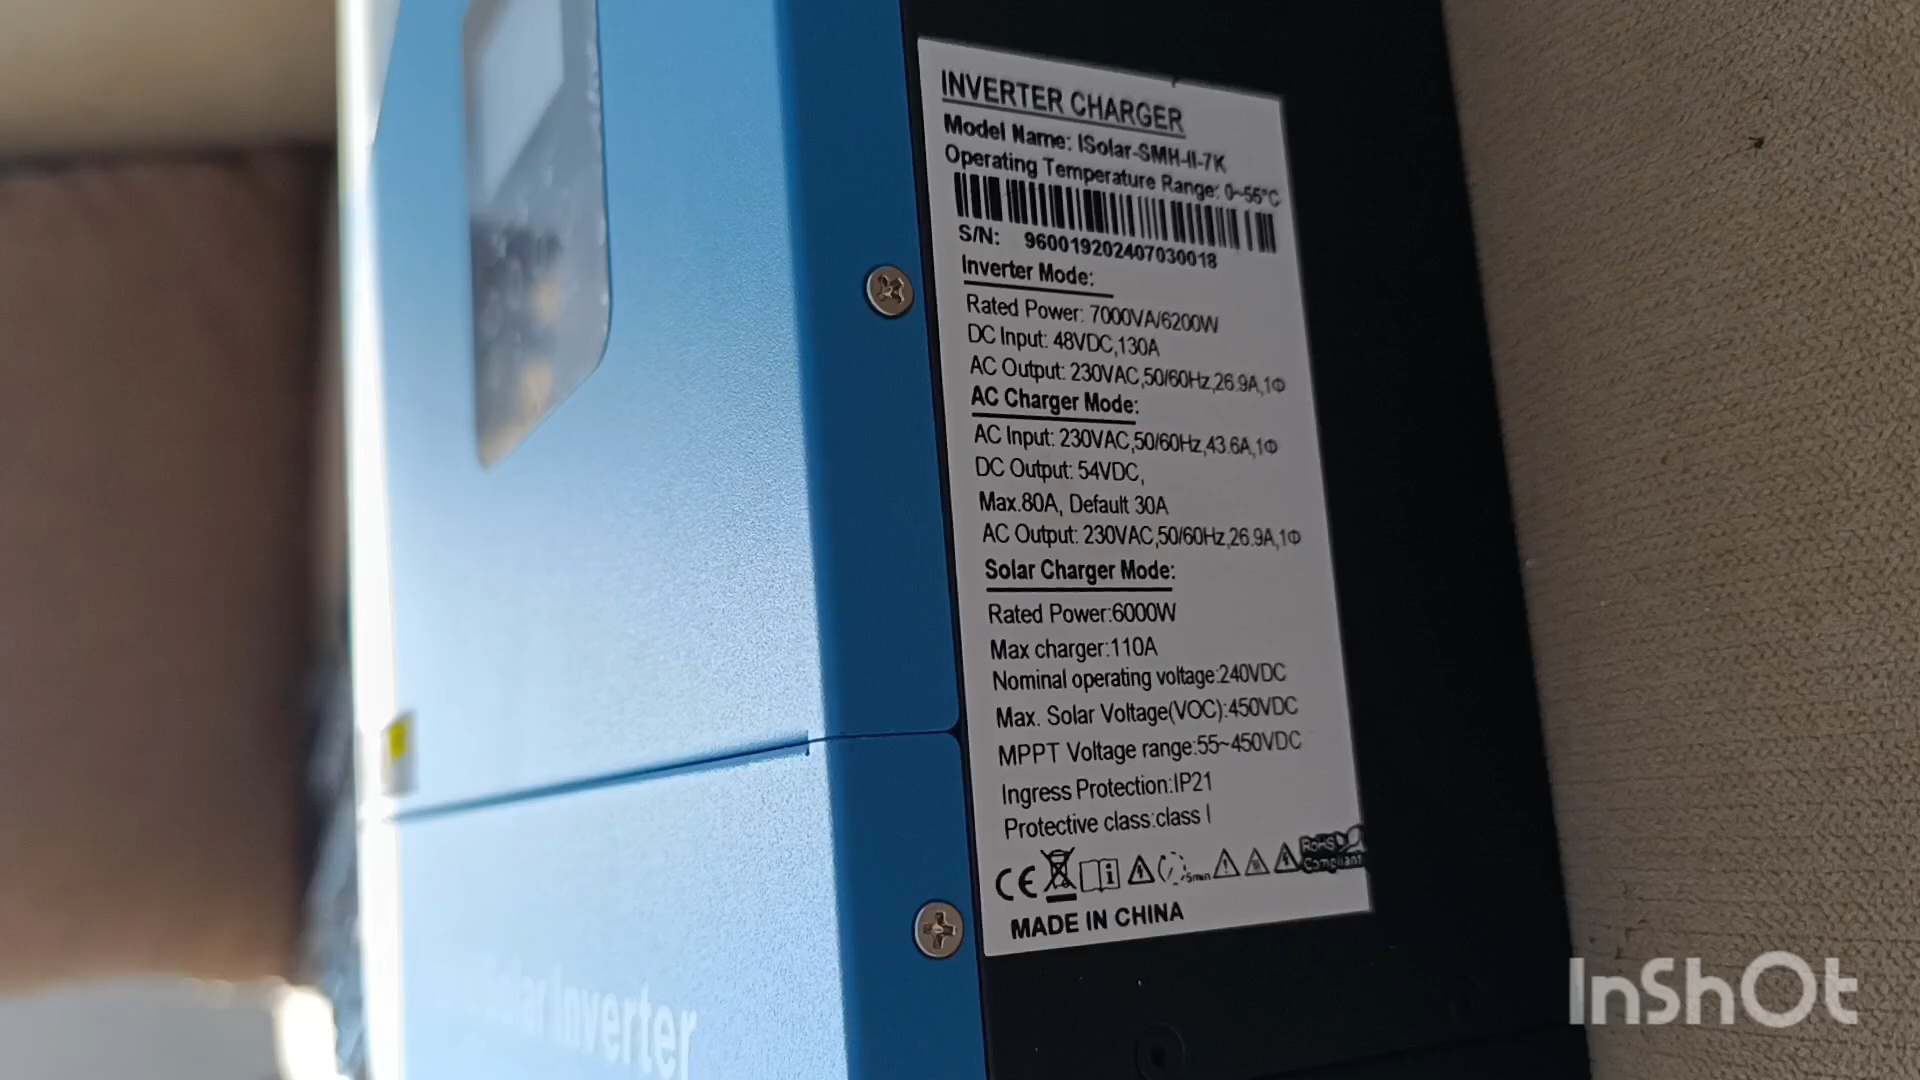 INVERTER CHARGER
Model Name: ISolar-SMH-II-7K
Operating Temperature Range: 0~55°C
S/N: 960019202407030018
Inverter Mode:
Rated Power: 7000VA/6200W
DC Input: 48VDC,130A
AC Output: 230VAC,50/60Hz,26.9A,1Φ
AC Charger Mode:
AC Input: 230VAC,50/60Hz,43.6A,1Φ
DC Output: 54VDC,
Max.80A, Default 30A
AC Output: 230VAC,50/60Hz,26.9A,1Φ
Solar Charger Mode:
Rated Power:6000W
Max charger:110A
Nominal operating voltage:240VDC
Max. Solar Voltage(VOC):450VDC
MPPT Voltage range:55~450VDC
Ingress Protection:IP21
Protective class:class I
CE 5min RoHS Compliant
MADE IN CHINA
Inverter
InShOt